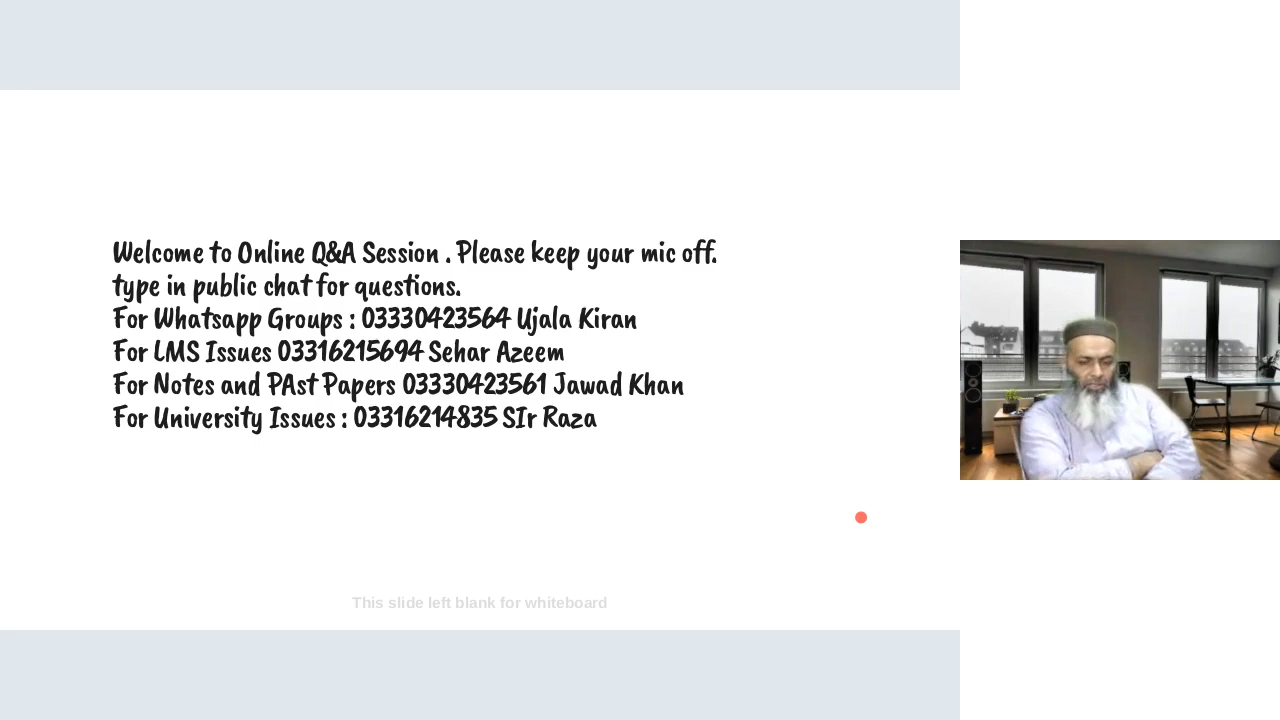 Welcome to Online Q&A Session . Please keep your mic off.
type in public chat for questions.
For Whatsapp Groups : 03330423564 Ujala Kiran
For LMS Issues 03316215694 Sehar Azeem
For Notes and PAst Papers 03330423561 Jawad Khan
For University Issues : 03316214835 SIr Raza
This slide left blank for whiteboard